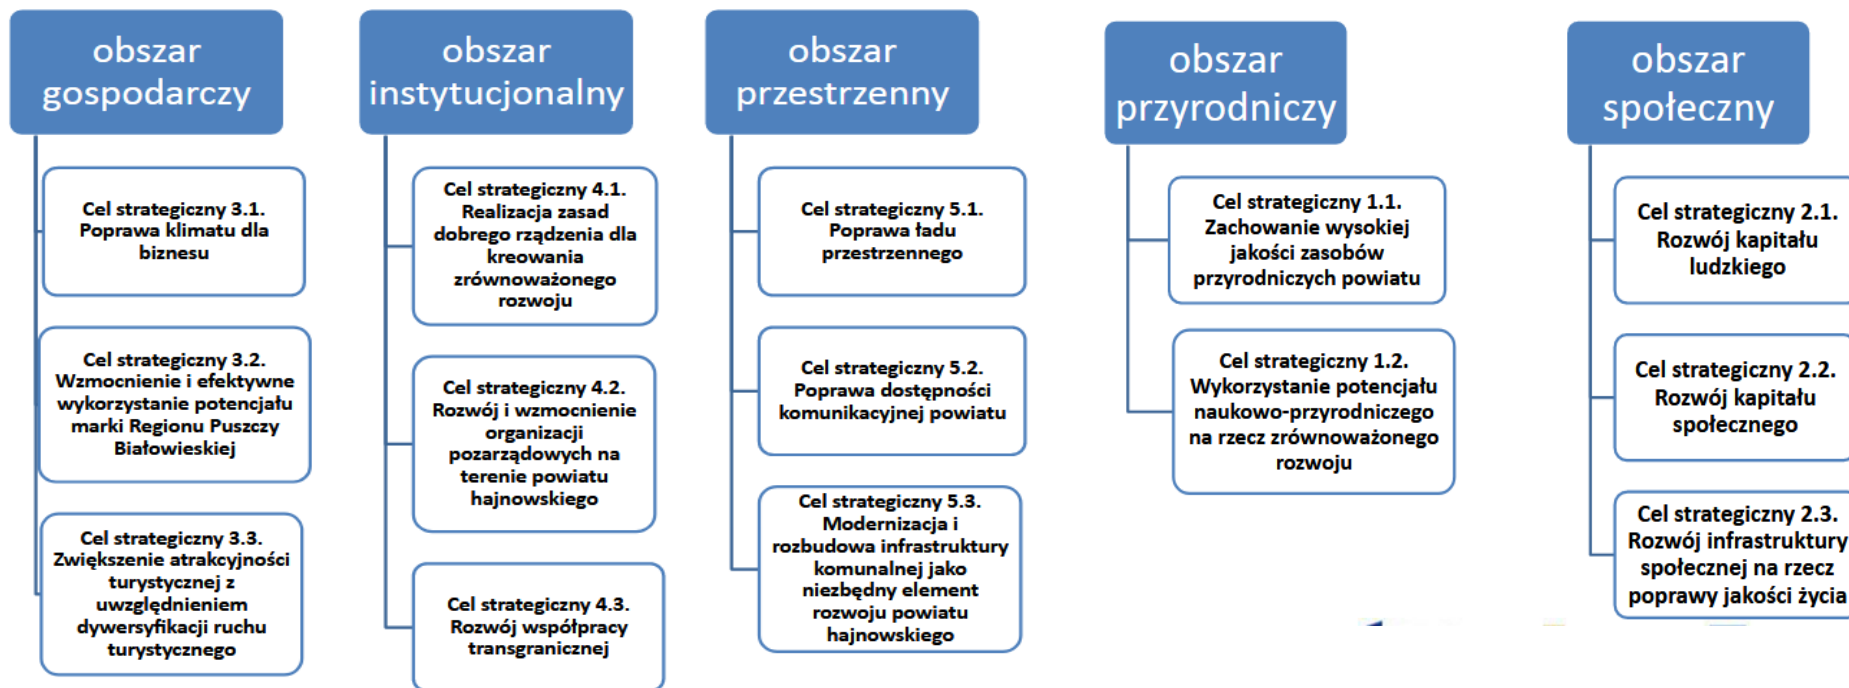 obszar
gospodarczy
Cel strategiczny 3.1.
Poprawa klimatu dla
biznesu
Cel strategiczny 3.2.
Wzmocnienie i efektywne
wykorzystanie potencjału
marki Regionu Puszczy
Białowieskiej
Cel strategiczny 3.3.
Zwiększenie atrakcyjności
turystycznej z
uwzględnieniem
dywersyfikacji ruchu
turystycznego
obszar
instytucjonalny
Cel strategiczny 4.1.
Realizacja zasad
dobrego rządzenia dla
kreowania
zrównoważonego
rozwoju
Cel strategiczny 4.2.
Rozwój i wzmocnienie
organizacji
pozarządowych na
terenie powiatu
hajnowskiego
Cel strategiczny 4.3.
Rozwój współpracy
transgranicznej
obszar
przestrzenny
Cel strategiczny 5.1.
Poprawa ładu
przestrzennego
Cel strategiczny 5.2.
Poprawa dostępności
komunikacyjnej powiatu
Cel strategiczny 5.3.
Modernizacja i
rozbudowa infrastruktury
komunalnej jako
niezbędny element
rozwoju powiatu
hajnowskiego
obszar
przyrodniczy
Cel strategiczny 1.1.
Zachowanie wysokiej
jakości zasobów
przyrodniczych powiatu
Cel strategiczny 1.2.
Wykorzystanie potencjału
naukowo-przyrodniczego
na rzecz zrównoważonego
rozwoju
obszar
społeczny
Cel strategiczny 2.1.
Rozwój kapitału
ludzkiego
Cel strategiczny 2.2.
Rozwój kapitału
społecznego
Cel strategiczny 2.3.
Rozwój infrastruktury
społecznej na rzecz
poprawy jakości życia